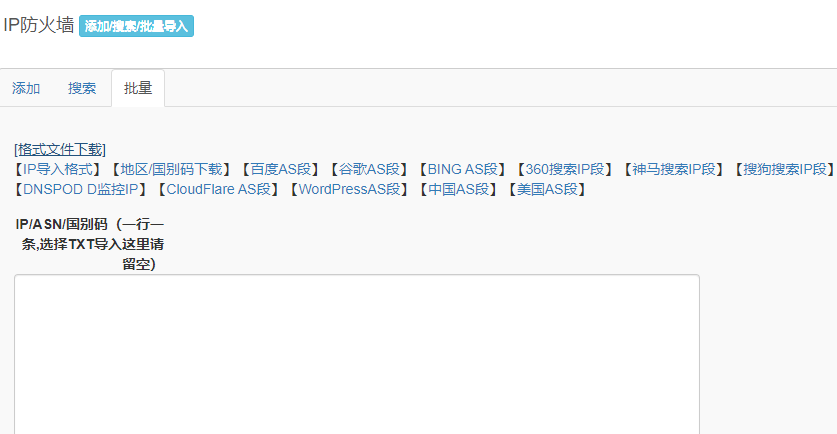 IP防火墙 添加/搜索/批量导入
添加 搜索 批量
[格式文件下载]
【IP导入格式】【地区/国别码下载】【百度AS段】【谷歌AS段】【BING AS段】【360搜索IP段】【神马搜索IP段】【搜狗搜索IP段】
【DNSPOD D监控IP】【CloudFlare AS段】【WordPressAS段】【中国AS段】【美国AS段】
IP/ASN/国别码（一行一
条,选择TXT导入这里请
留空）